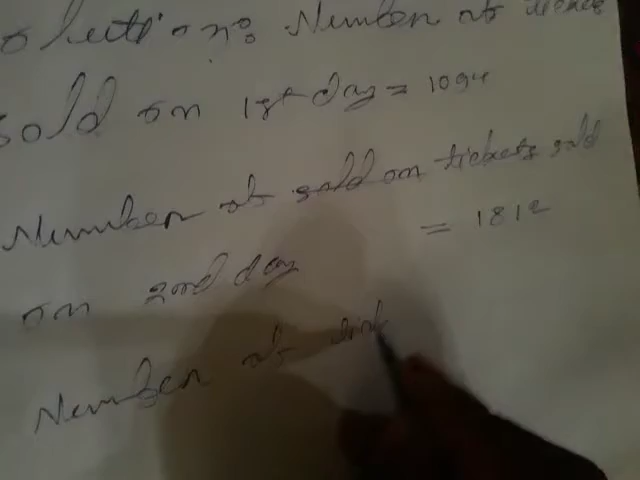 Number of tickets
sold on 1st day = 1094
Number of sold on tickets sold
on 2nd day = 1812
Number of